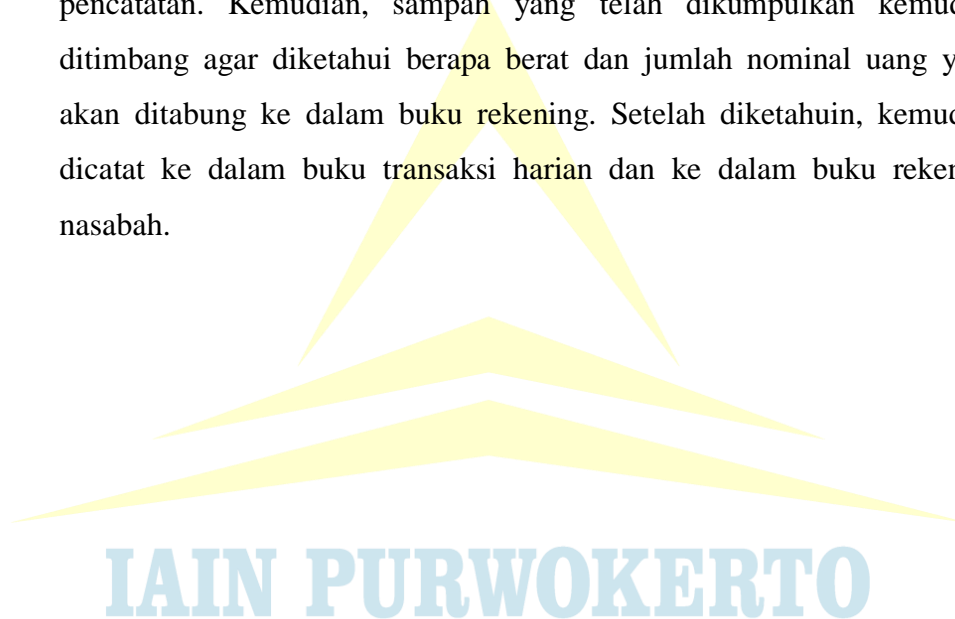 pencatatan. Kemudian, sampah yang telah dikumpulkan kemud
ditimbang agar diketahui berapa berat dan jumlah nominal uang y
akan ditabung ke dalam buku rekening. Setelah diketahuin, kemud
dicatat ke dalam buku transaksi harian dan ke dalam buku reken
nasabah.
IAIN PURWOKERTO